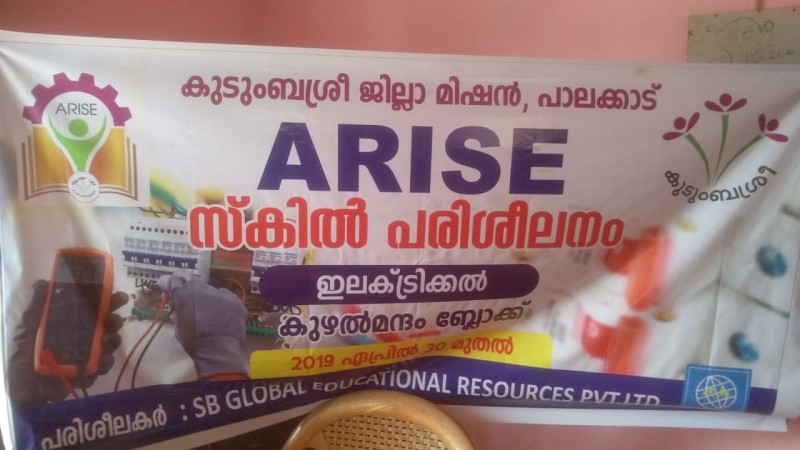 കുടുംബശ്രീ ജില്ലാ മിഷൻ, പാലക്കാട്
ARISE
ARISE
കുടുംബശ്രീ
സ്കിൽ പരിശീലനം
ഇലക്ട്രിക്കൽ
കുഴൽമന്ദം ബ്ലോക്ക്
2019 ഏപ്രിൽ 30 മുതൽ
പരിശീലകർ : SB GLOBAL EDUCATIONAL RESOURCES PVT.LTD